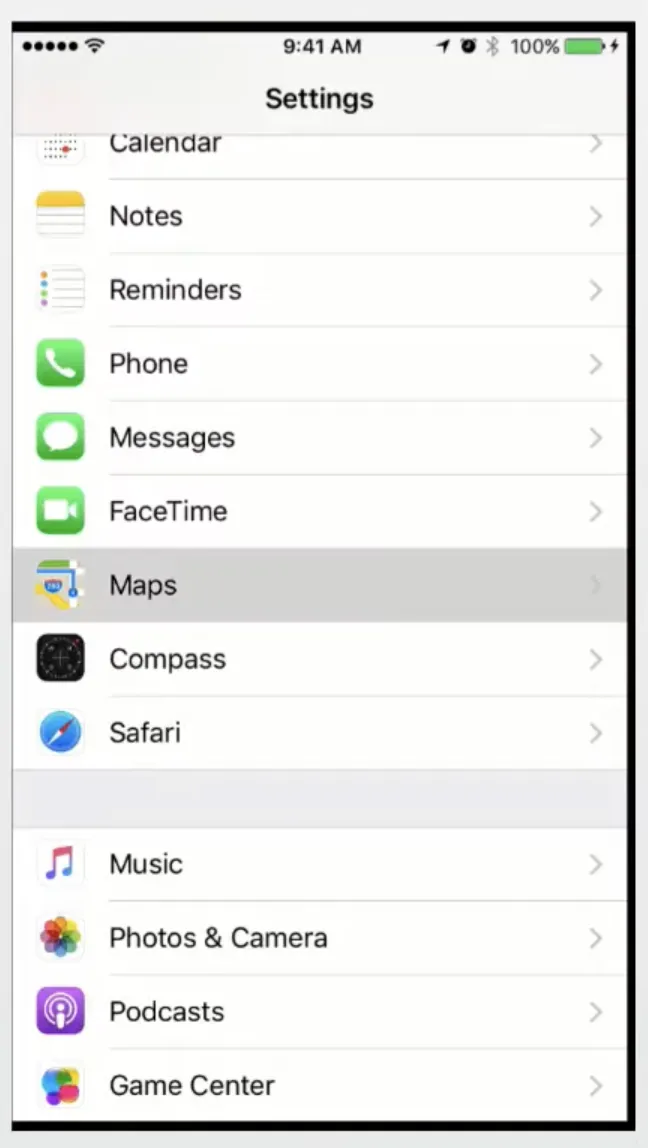 9:41 AM 100%
Settings
Calendar
Notes
Reminders
Phone
Messages
FaceTime
Maps
Compass
Safari
Music
Photos & Camera
Podcasts
Game Center